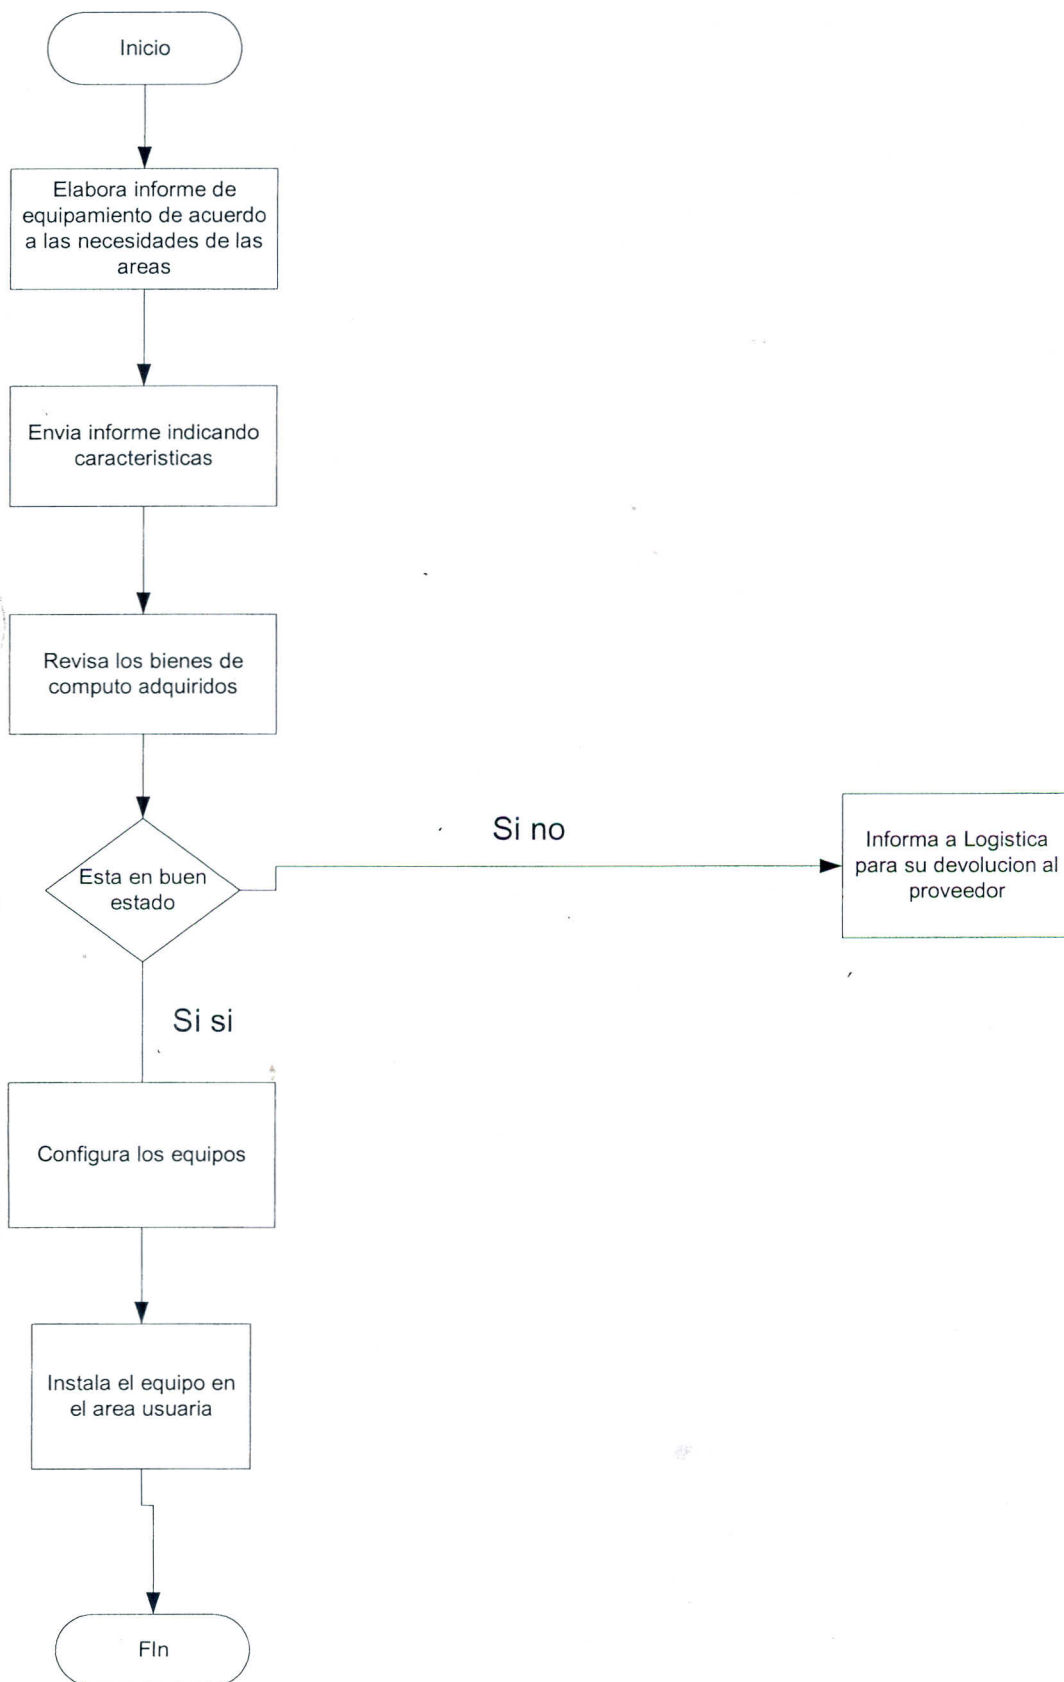 Inicio
Elabora informe de
equipamiento de acuerdo
a las necesidades de las
areas
Envia informe indicando
caracteristicas
Revisa los bienes de
computo adquiridos
Esta en buen
estado
Si no
Informa a Logistica
para su devolucion al
proveedor
Si si
Configura los equipos
Instala el equipo en
el area usuaria
FIn